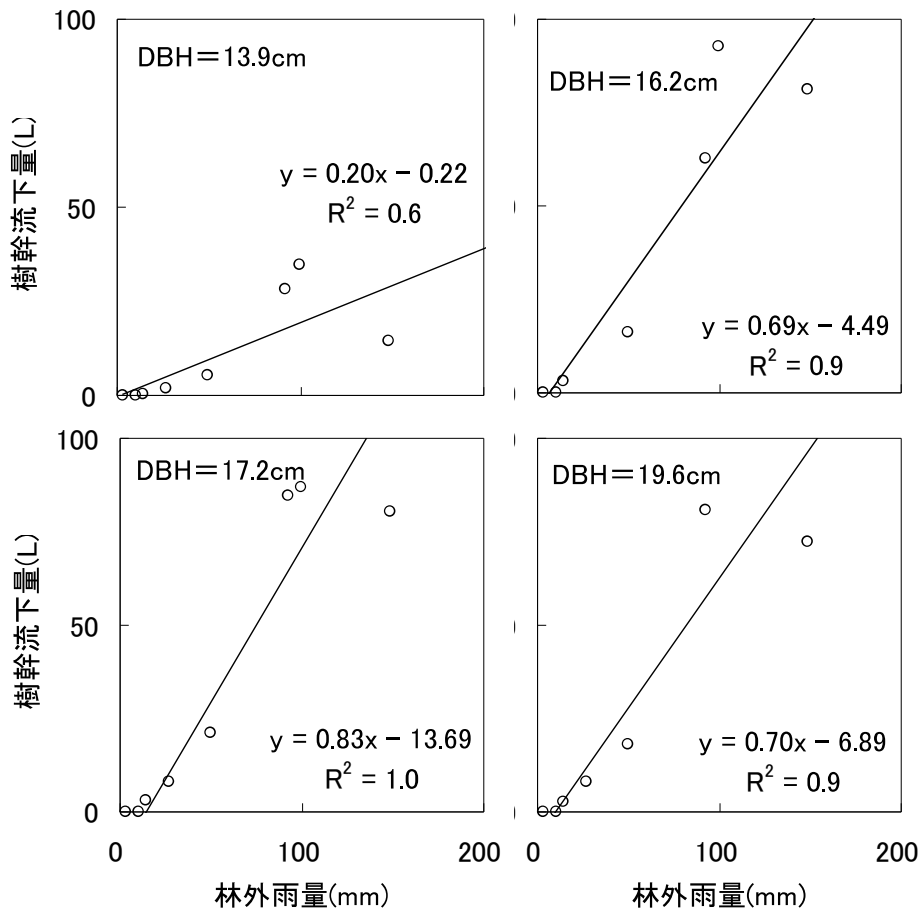 100
DBH＝13.9cm
DBH＝16.2cm
y = 0.20x − 0.22
R² = 0.6
50
樹幹流下量(L)
y = 0.69x − 4.49
R² = 0.9
0
100
DBH＝17.2cm
DBH＝19.6cm
50
樹幹流下量(L)
y = 0.83x − 13.69
R² = 1.0
y = 0.70x − 6.89
R² = 0.9
0
0 100 200
0 100 200
林外雨量(mm)
林外雨量(mm)